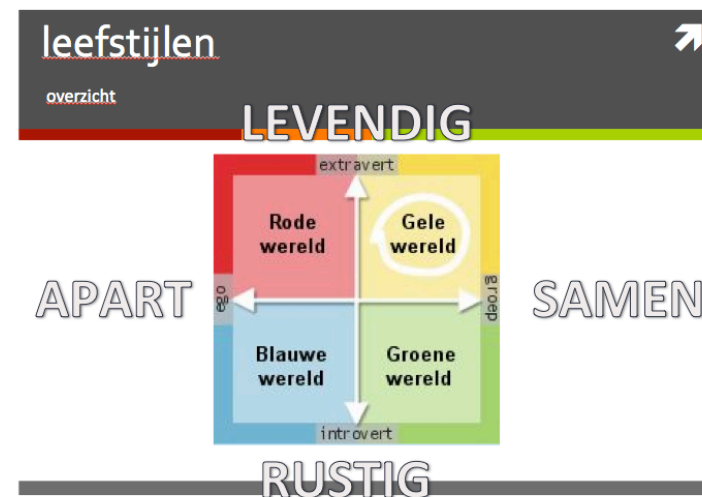 leefstijlen
overzicht
LEVENDIG
extravert
Rode
wereld
Gele
wereld
APART
ego
groep
SAMEN
Blauwe
wereld
Groene
wereld
introvert
RUSTIG